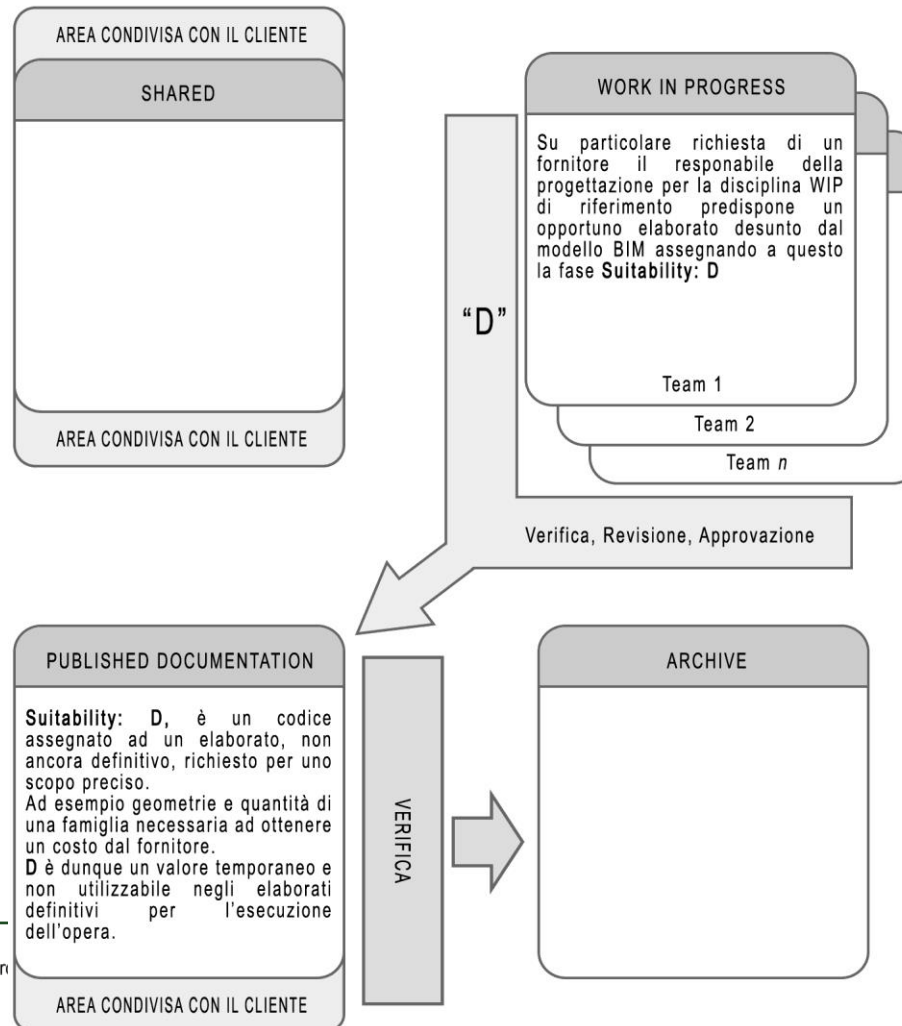 AREA CONDIVISA CON IL CLIENTE
SHARED
AREA CONDIVISA CON IL CLIENTE
WORK IN PROGRESS
Su particolare richiesta di un
fornitore il responabile della
progettazione per la disciplina WIP
di riferimento predispone un
opportuno elaborato desunto dal
modello BIM assegnando a questo
la fase Suitability: D
Team 1
Team 2
Team n
“D”
Verifica, Revisione, Approvazione
PUBLISHED DOCUMENTATION
Suitability: D, è un codice
assegnato ad un elaborato, non
ancora definitivo, richiesto per uno
scopo preciso.
Ad esempio geometrie e quantità di
una famiglia necessaria ad ottenere
un costo dal fornitore.
D è dunque un valore temporaneo e
non utilizzabile negli elaborati
definitivi per l’esecuzione
dell’opera.
AREA CONDIVISA CON IL CLIENTE
VERIFICA
ARCHIVE